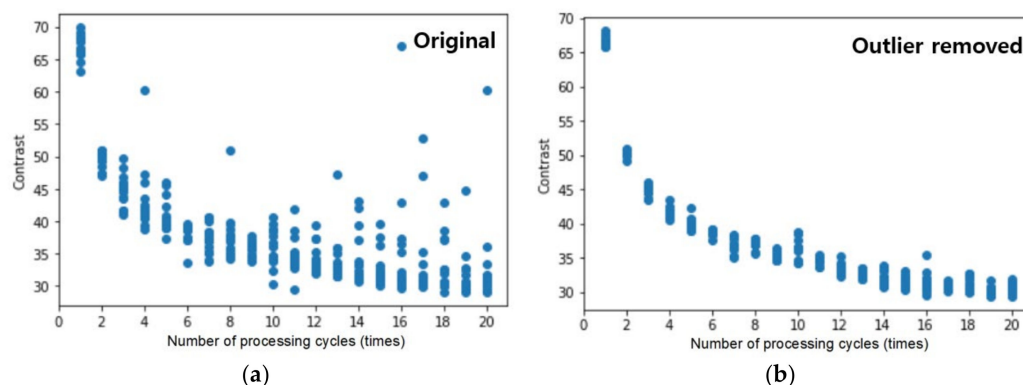 Original
70
65
60
55
50
45
40
35
30
Contrast
0 2 4 6 8 10 12 14 16 18 20
Number of processing cycles (times)
(a)
Outlier removed
70
65
60
55
50
45
40
35
30
Contrast
0 2 4 6 8 10 12 14 16 18 20
Number of processing cycles (times)
(b)